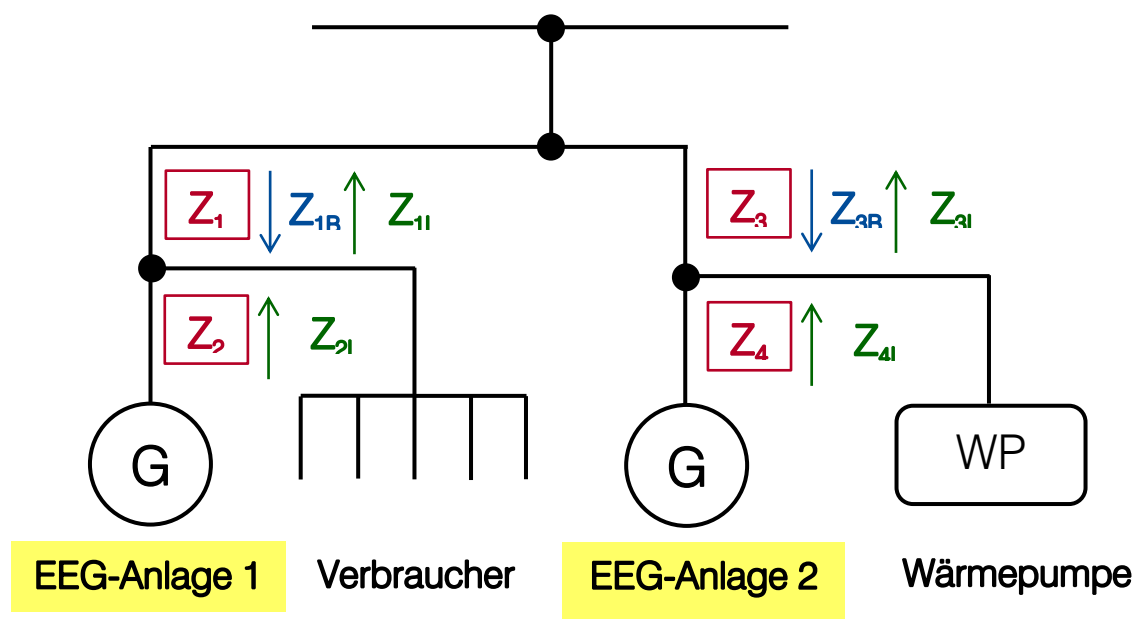 Z₁ Z₁B Z₁I Z₃ Z₃B Z₃I
Z₂ Z₂I Z₄ Z₄I
G G WP
EEG-Anlage 1 Verbraucher EEG-Anlage 2 Wärmepumpe